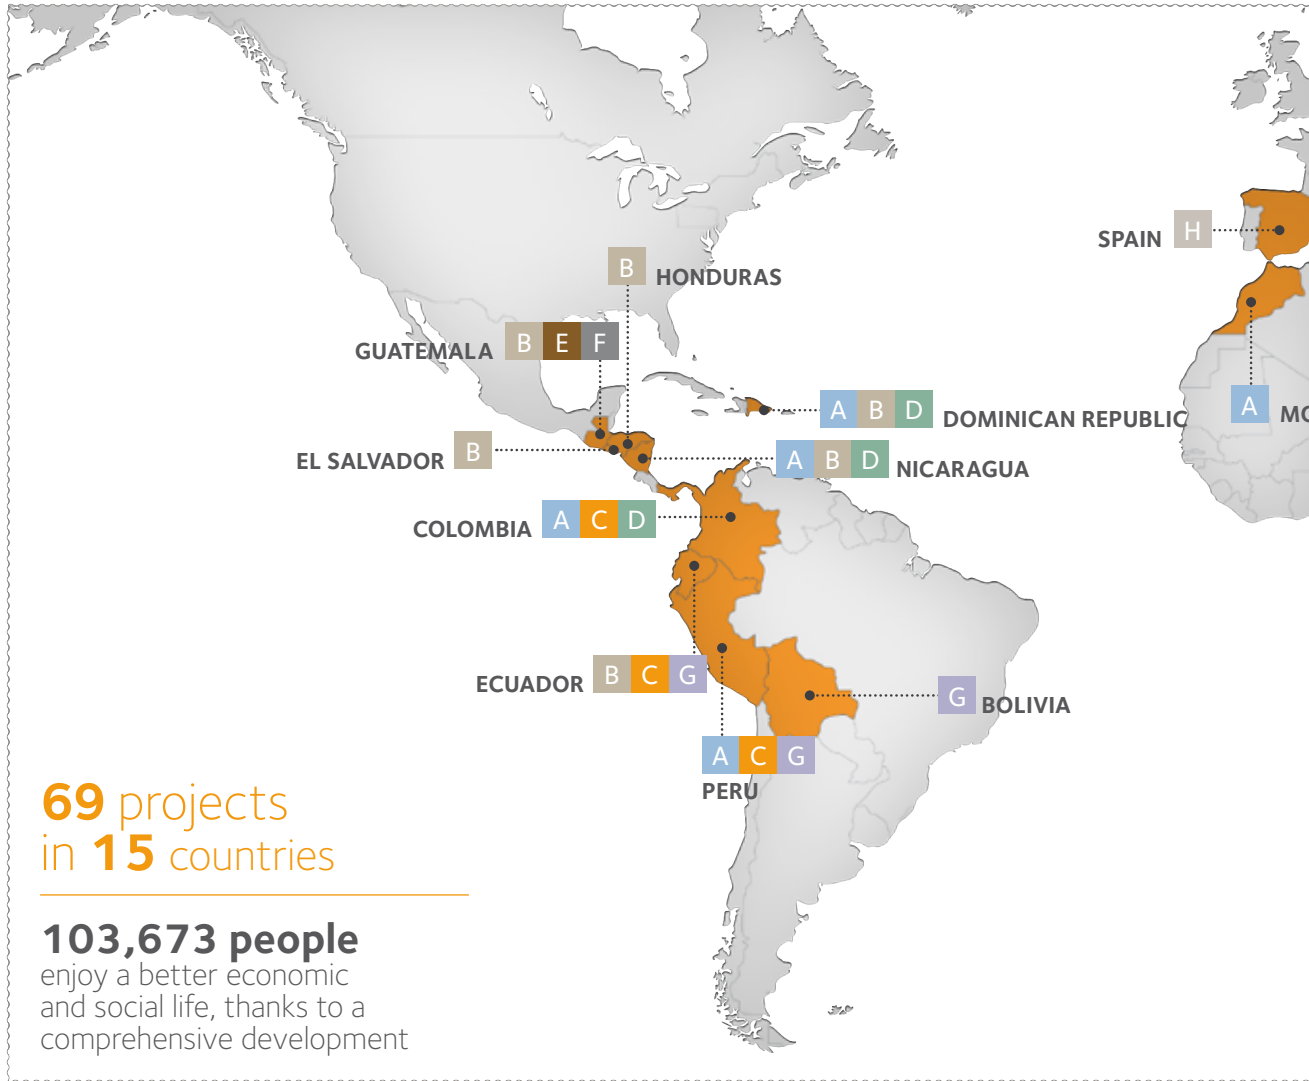 SPAIN H
B HONDURAS
GUATEMALA B E F
A B D DOMINICAN REPUBLIC
A
EL SALVADOR B
A B D NICARAGUA
COLOMBIA A C D
ECUADOR B C G
G BOLIVIA
A C G
PERU
69 projects
in 15 countries
103,673 people
enjoy a better economic
and social life, thanks to a
comprehensive development